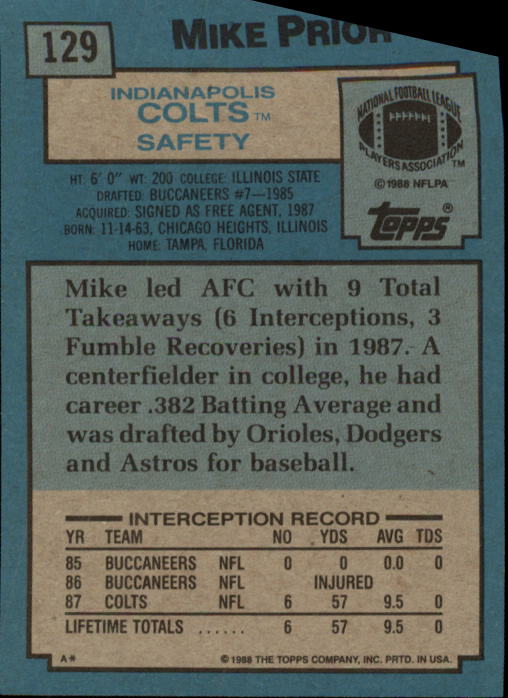 129
MIKE PRIOR
INDIANAPOLIS
COLTS TM
SAFETY
NATIONAL FOOTBALL LEAGUE
PLAYERS ASSOCIATION TM
© 1988 NFLPA
Topps®
HT: 6' 0" WT: 200 COLLEGE: ILLINOIS STATE
DRAFTED: BUCCANEERS #7—1985
ACQUIRED: SIGNED AS FREE AGENT, 1987
BORN: 11-14-63, CHICAGO HEIGHTS, ILLINOIS
HOME: TAMPA, FLORIDA
Mike led AFC with 9 Total
Takeaways (6 Interceptions, 3
Fumble Recoveries) in 1987. A
centerfielder in college, he had
career .382 Batting Average and
was drafted by Orioles, Dodgers
and Astros for baseball.
INTERCEPTION RECORD
YR TEAM NO YDS AVG TDS
85 BUCCANEERS NFL 0 0 0.0 0
86 BUCCANEERS NFL INJURED
87 COLTS NFL 6 57 9.5 0
LIFETIME TOTALS ...... 6 57 9.5 0
A* © 1988 THE TOPPS COMPANY, INC. PRTD. IN USA.